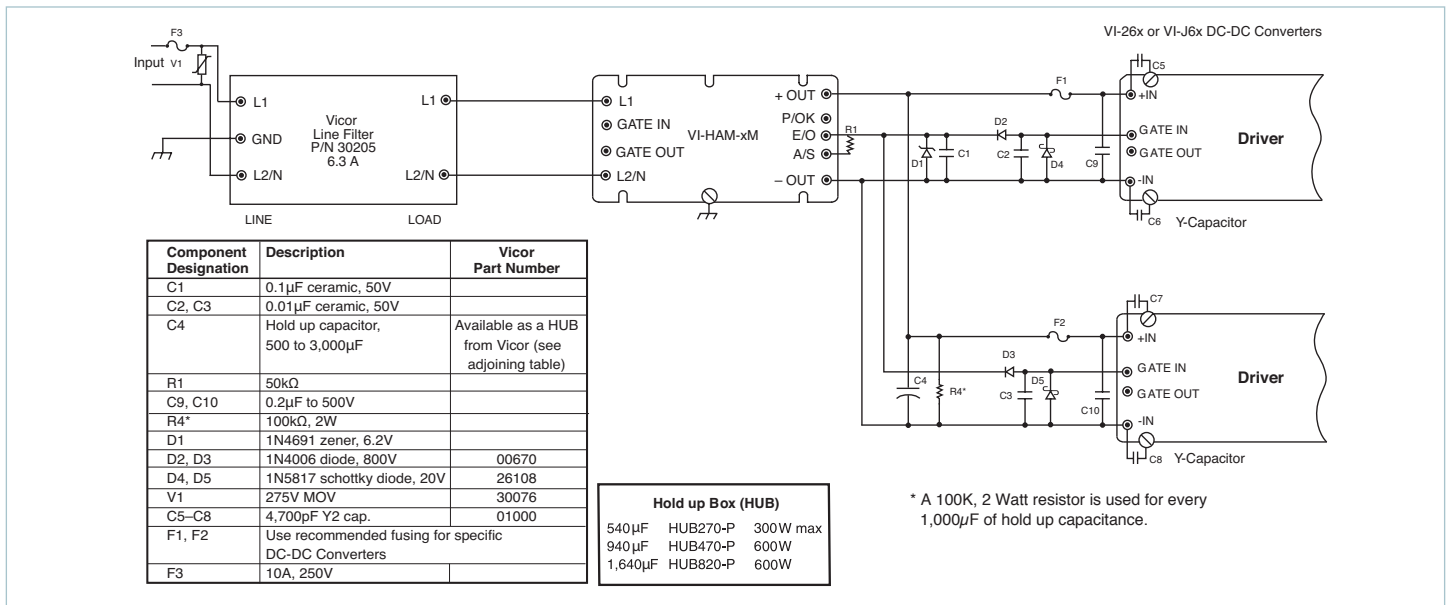 VI-26x or VI-J6x DC-DC Converters
F3
Input V1
L1
GND
L2/N
Vicor
Line Filter
P/N 30205
6.3 A
L1
L2/N
LINE
LOAD
L1
GATE IN
GATE OUT
L2/N
VI-HAM-xM
+ OUT
P/OK
E/O
A/S
– OUT
R1
D1
C1
D2
C2
D4
F1
C9
C5
+IN
GATE IN
GATE OUT
-IN
Driver
C6
Y-Capacitor
C4
R4*
D3
C3
D5
F2
C10
C7
+IN
GATE IN
GATE OUT
-IN
Driver
C8
Y-Capacitor
Component Designation Description Vicor Part Number
C1 0.1µF ceramic, 50V
C2, C3 0.01µF ceramic, 50V
C4 Hold up capacitor, Available as a HUB
500 to 3,000µF from Vicor (see
adjoining table)
R1 50kΩ
C9, C10 0.2µF to 500V
R4* 100kΩ, 2W
D1 1N4691 zener, 6.2V
D2, D3 1N4006 diode, 800V 00670
D4, D5 1N5817 schottky diode, 20V 26108
V1 275V MOV 30076
C5–C8 4,700pF Y2 cap. 01000
F1, F2 Use recommended fusing for specific
DC-DC Converters
F3 10A, 250V
Hold up Box (HUB)
540µF HUB270-P 300W max
940µF HUB470-P 600W
1,640µF HUB820-P 600W
* A 100K, 2 Watt resistor is used for every
1,000µF of hold up capacitance.